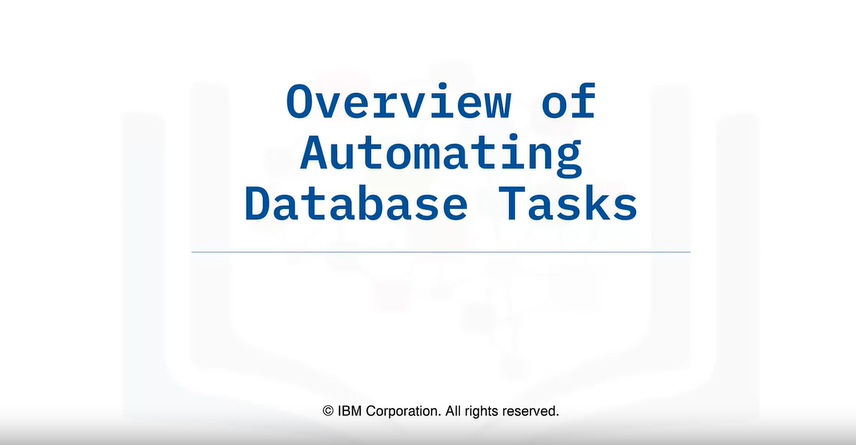 Overview of
Automating
Database Tasks
© IBM Corporation. All rights reserved.